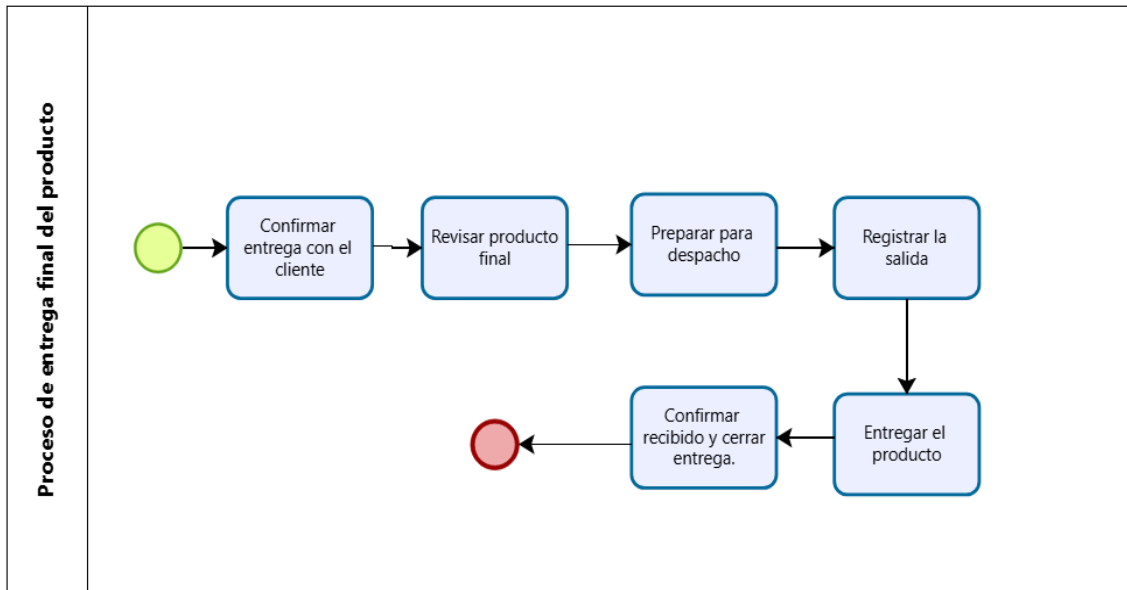 Proceso de entrega final del producto
Confirmar
entrega con el
cliente
Revisar producto
final
Preparar para
despacho
Registrar la
salida
Entregar el
producto
Confirmar
recibido y cerrar
entrega.